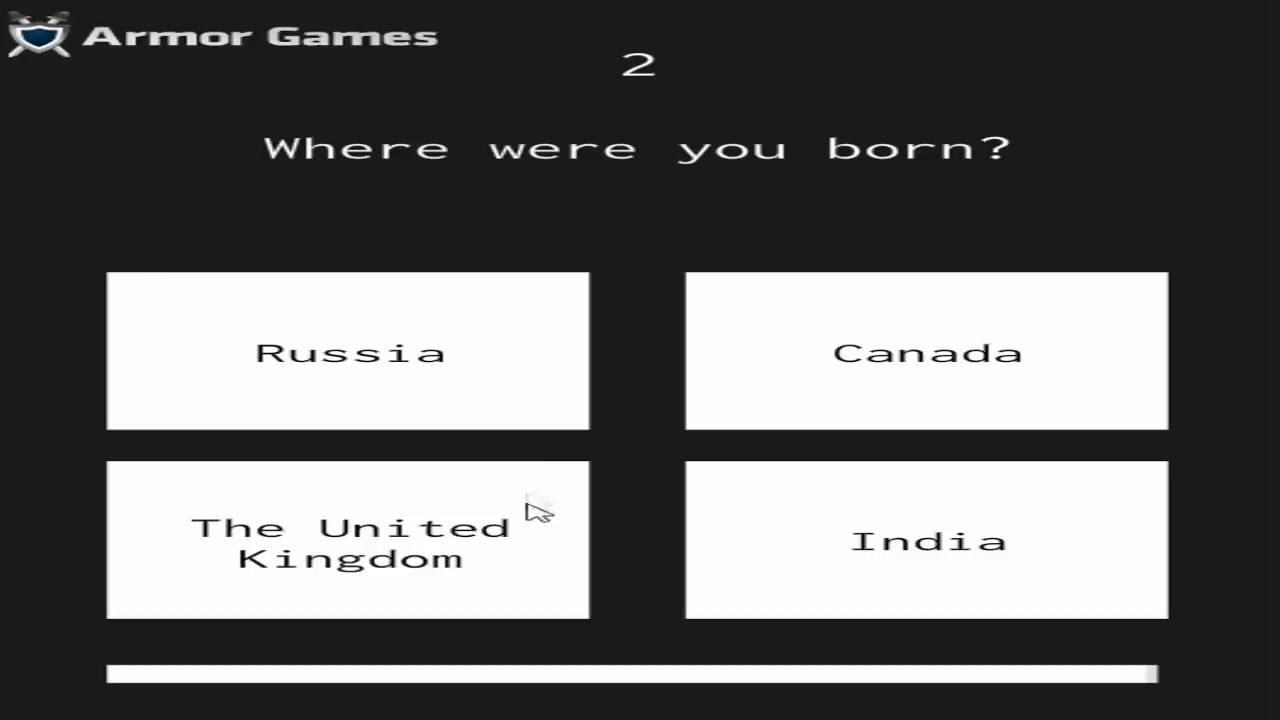 Armor Games
2
Where were you born?
Russia
Canada
The United
Kingdom
India